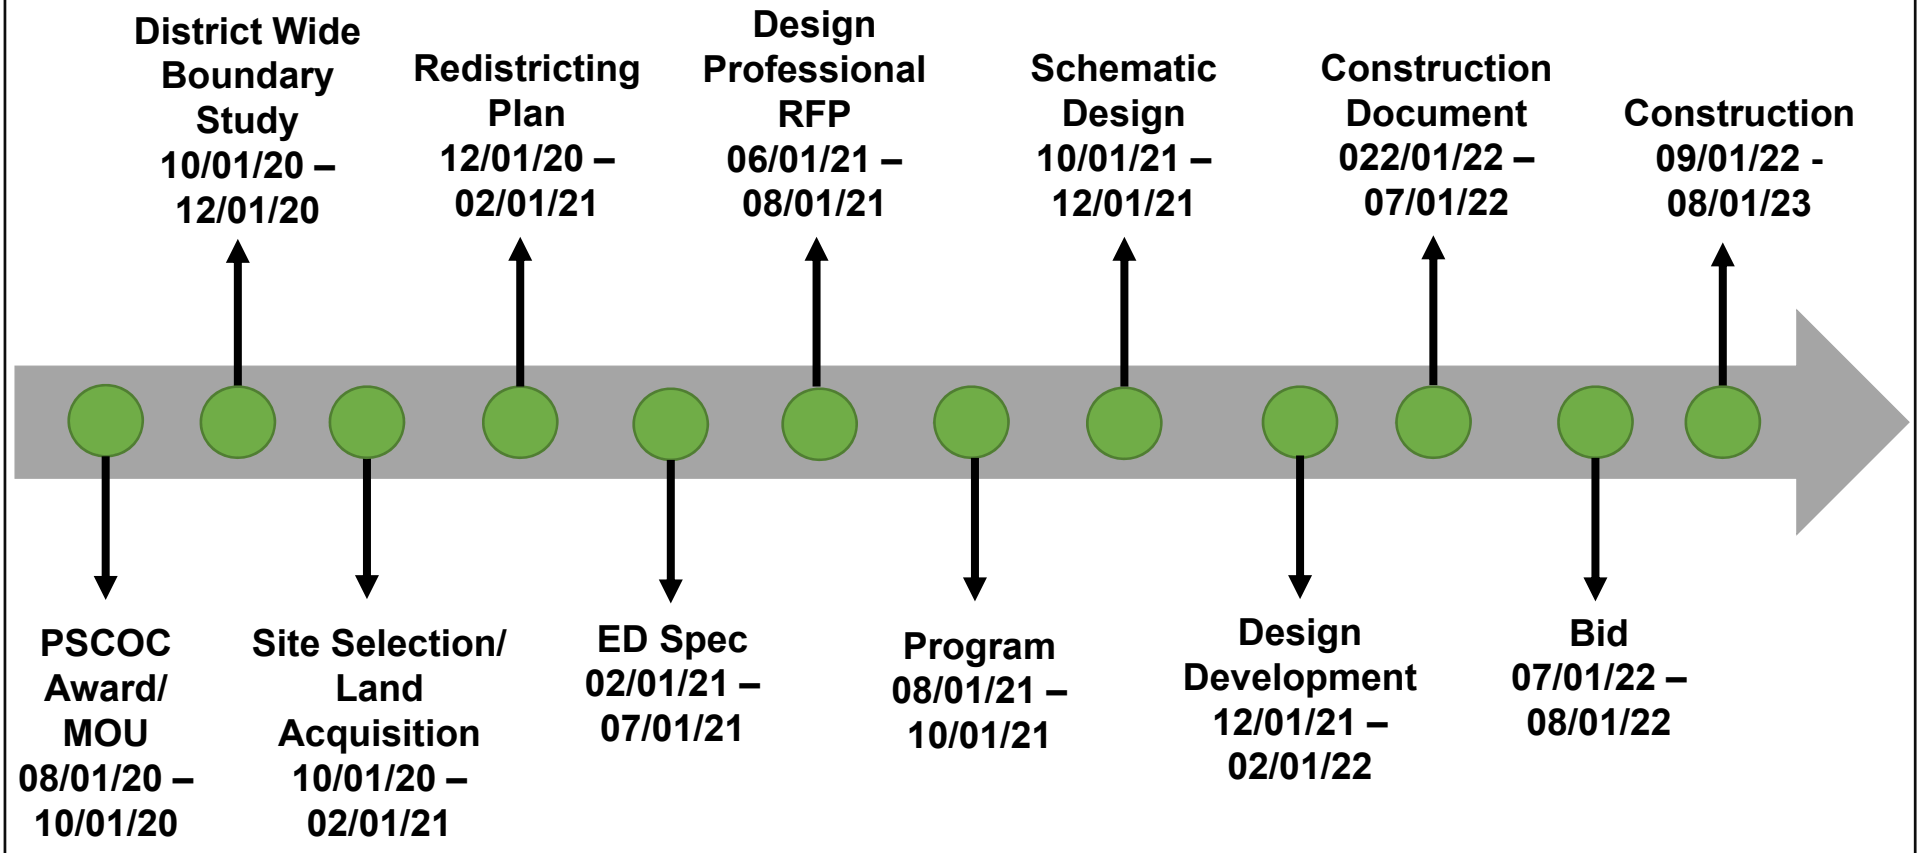 District Wide
Boundary
Study
10/01/20 –
12/01/20
Redistricting
Plan
12/01/20 –
02/01/21
Design
Professional
RFP
06/01/21 –
08/01/21
Schematic
Design
10/01/21 –
12/01/21
Construction
Document
022/01/22 –
07/01/22
Construction
09/01/22 -
08/01/23
PSCOC
Award/
MOU
08/01/20 –
10/01/20
Site Selection/
Land
Acquisition
10/01/20 –
02/01/21
ED Spec
02/01/21 –
07/01/21
Program
08/01/21 –
10/01/21
Design
Development
12/01/21 –
02/01/22
Bid
07/01/22 –
08/01/22